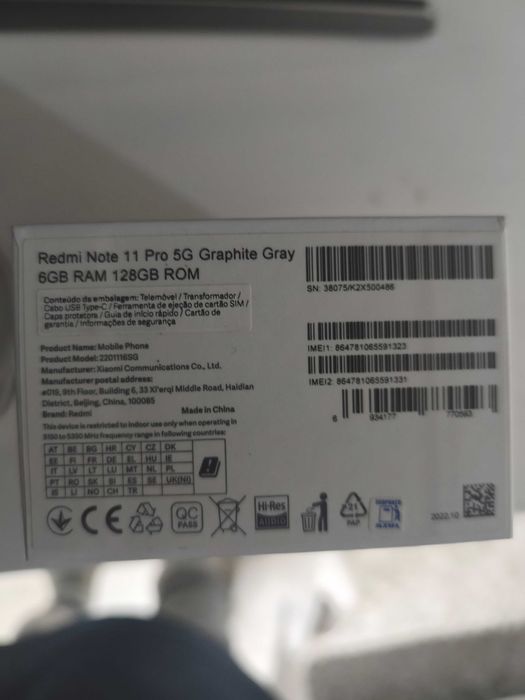 Redmi Note 11 Pro 5G Graphite Gray
6GB RAM 128GB ROM
Conteúdo da embalagem: Telemóvel / Transformador /
Cabo USB Type-C / Ferramenta de ejeção de cartão SIM /
Capa protetora / Guia de início rápido / Cartão de
garantia / Informações de segurança
Product Name: Mobile Phone
Product Model: 2201116SG
Manufacturer: Xiaomi Communications Co., Ltd.
Manufacturer postal address:
#019, 9th Floor, Building 6, 33 Xi'erqi Middle Road, Haidian
District, Beijing, China, 100085
Brand: Redmi
Made in China
This device is restricted to indoor use only when operating in
5150 to 5350 MHz frequency range in following countries:
AT BE BG HR CY CZ DK
EE FI FR DE EL HU IE
IT LV LT LU MT NL PL
PT RO SK SI ES SE UK(NI)
IS LI NO CH TR
SN: 38075/K2X500486
IMEI1: 864781065591323
IMEI2: 864781065591331
6 934177 770593
CE
QC
PASS
Hi-Res
AUDIO
21
PAP
2022.10